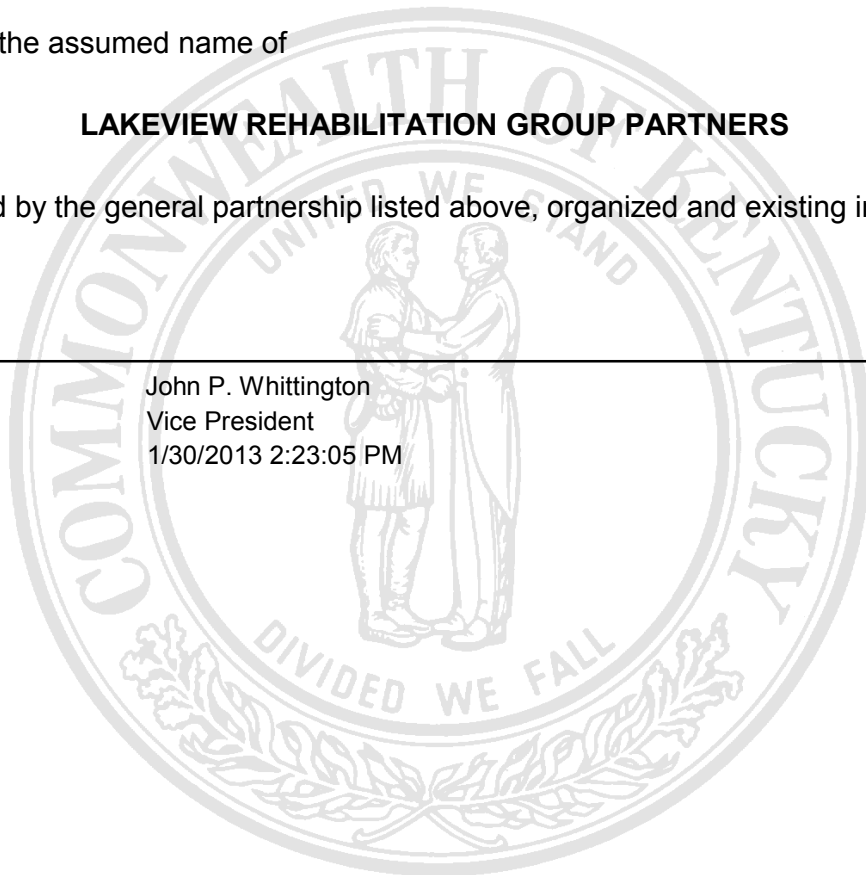 the assumed name of
LAKEVIEW REHABILITATION GROUP PARTNERS
by the general partnership listed above, organized and existing
John P. Whittington
Vice President
1/30/2013 2:23:05 PM
COMMONWEALTH OF KENTUCKY
UNITED WE STAND
DIVIDED WE FALL